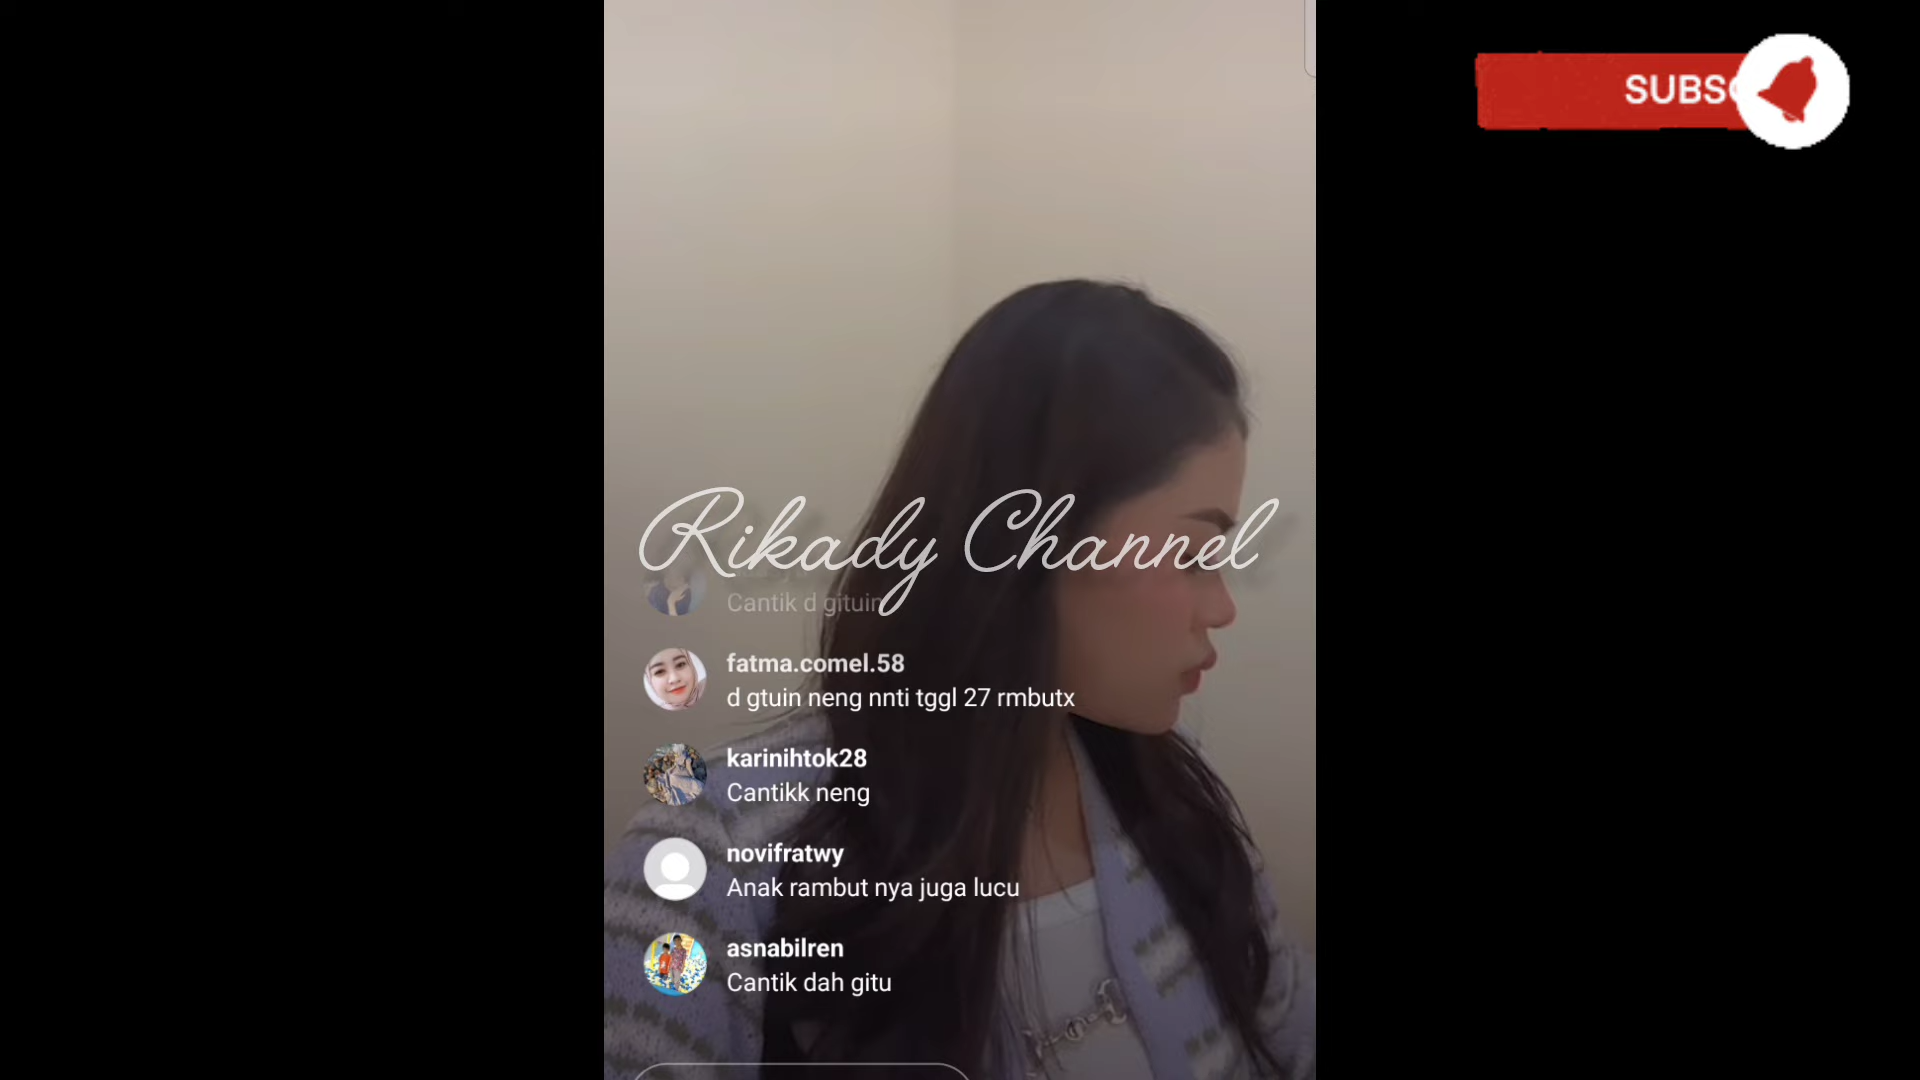 SUBSC
Rikady Channel
Cantik d gituin
fatma.comel.58
d gtuin neng nnti tggl 27 rmbutx
karinihtok28
Cantikk neng
novifratwy
Anak rambut nya juga lucu
asnabilren
Cantik dah gitu